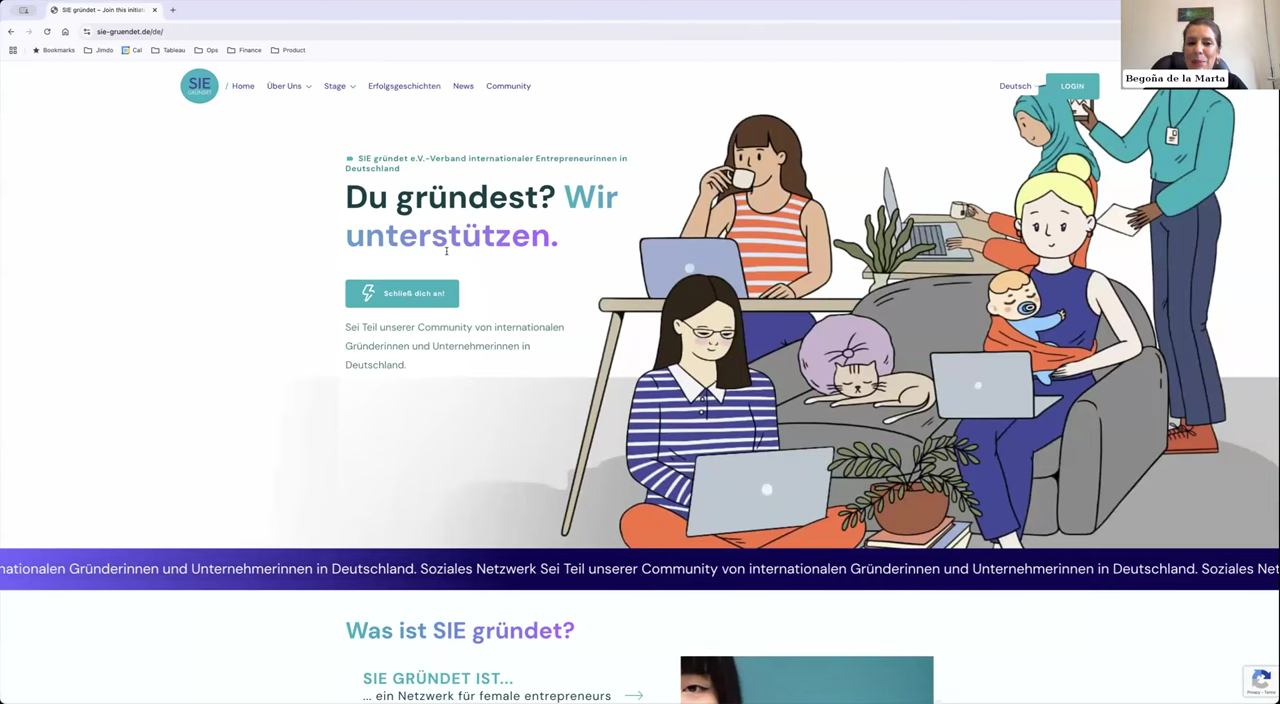 SIE gründet – Join this initiat
sie-gruendet.de/de/
Bookmarks
Jimdo
Cal
Tableau
Ops
Finance
Product
Begoña de la Marta
SIE
GRÜNDET
/ Home
Über Uns
Stage
Erfolgsgeschichten
News
Community
Deutsch
LOGIN
SIE gründet e.V.-Verband internationaler Entrepreneurinnen in
Deutschland
Du gründest? Wir
unterstützen.
Schließ dich an!
Sei Teil unserer Community von internationalen
Gründerinnen und Unternehmerinnen in
Deutschland.
nationalen Gründerinnen und Unternehmerinnen in Deutschland. Soziales Netzwerk Sei Teil unserer Community von internationalen Gründerinnen und Unternehmerinnen in Deutschland. Soziales Net
Was ist SIE gründet?
SIE GRÜNDET IST...
... ein Netzwerk für female entrepreneurs
Privacy - Terms